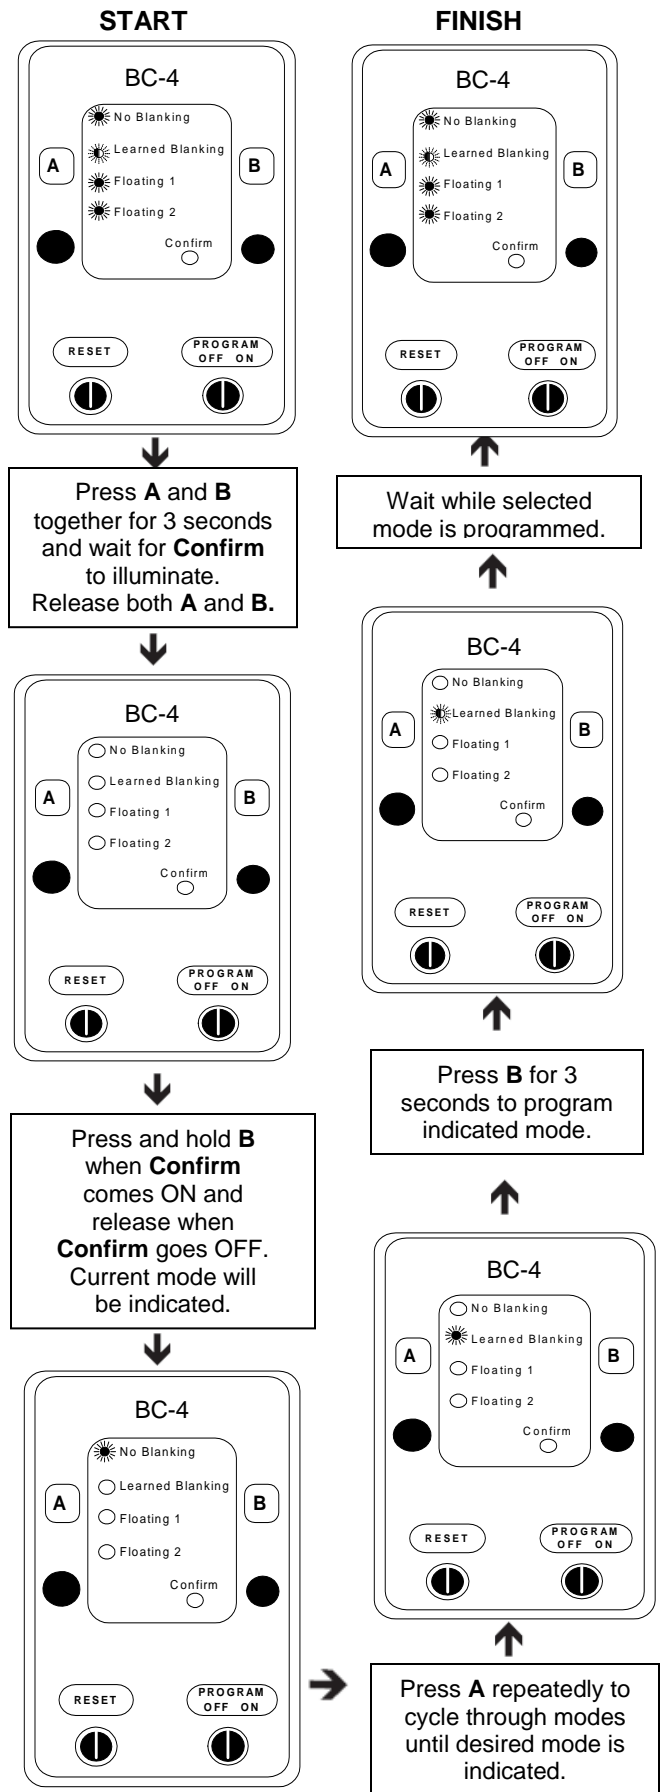 START
BC-4
No Blanking
Learned Blanking
A
B
Floating 1
Floating 2
Confirm
RESET
PROGRAM
OFF ON
Press A and B
together for 3 seconds
and wait for Confirm
to illuminate.
Release both A and B.
BC-4
No Blanking
Learned Blanking
A
B
Floating 1
Floating 2
Confirm
RESET
PROGRAM
OFF ON
Press and hold B
when Confirm
comes ON and
release when
Confirm goes OFF.
Current mode will
be indicated.
BC-4
No Blanking
Learned Blanking
A
B
Floating 1
Floating 2
Confirm
RESET
PROGRAM
OFF ON
Press A repeatedly to
cycle through modes
until desired mode is
indicated.
BC-4
No Blanking
Learned Blanking
A
B
Floating 1
Floating 2
Confirm
RESET
PROGRAM
OFF ON
Press B for 3
seconds to program
indicated mode.
BC-4
No Blanking
Learned Blanking
A
B
Floating 1
Floating 2
Confirm
RESET
PROGRAM
OFF ON
Wait while selected
mode is programmed.
FINISH
BC-4
No Blanking
Learned Blanking
A
B
Floating 1
Floating 2
Confirm
RESET
PROGRAM
OFF ON